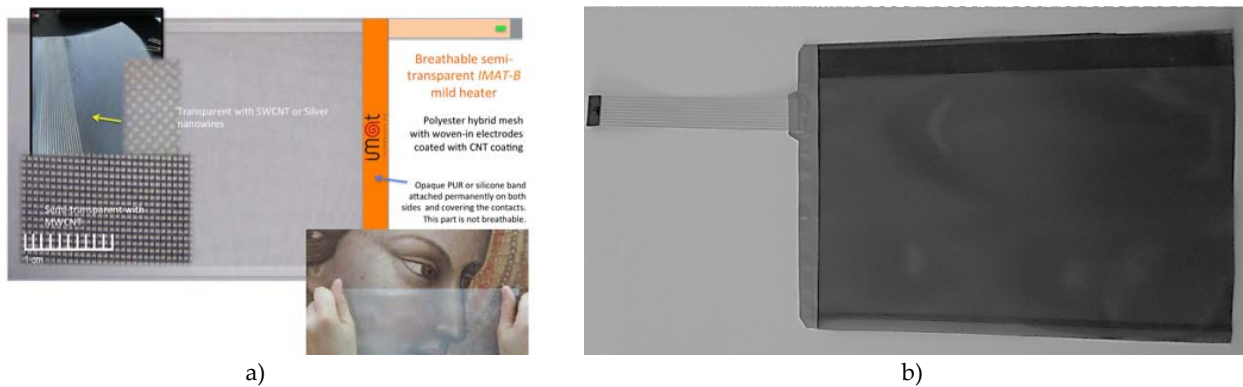 Transparent with SWCNT or Silver
nanowires
Semi-transparent with
MWCNT
1 cm
umat
Breathable semi-
transparent IMAT-B
mild heater
Polyester hybrid mesh
with woven-in electrodes
coated with CNT coating
Opaque PUR or silicone band
attached permanently on both
sides and covering the contacts.
This part is not breathable.
a)
b)